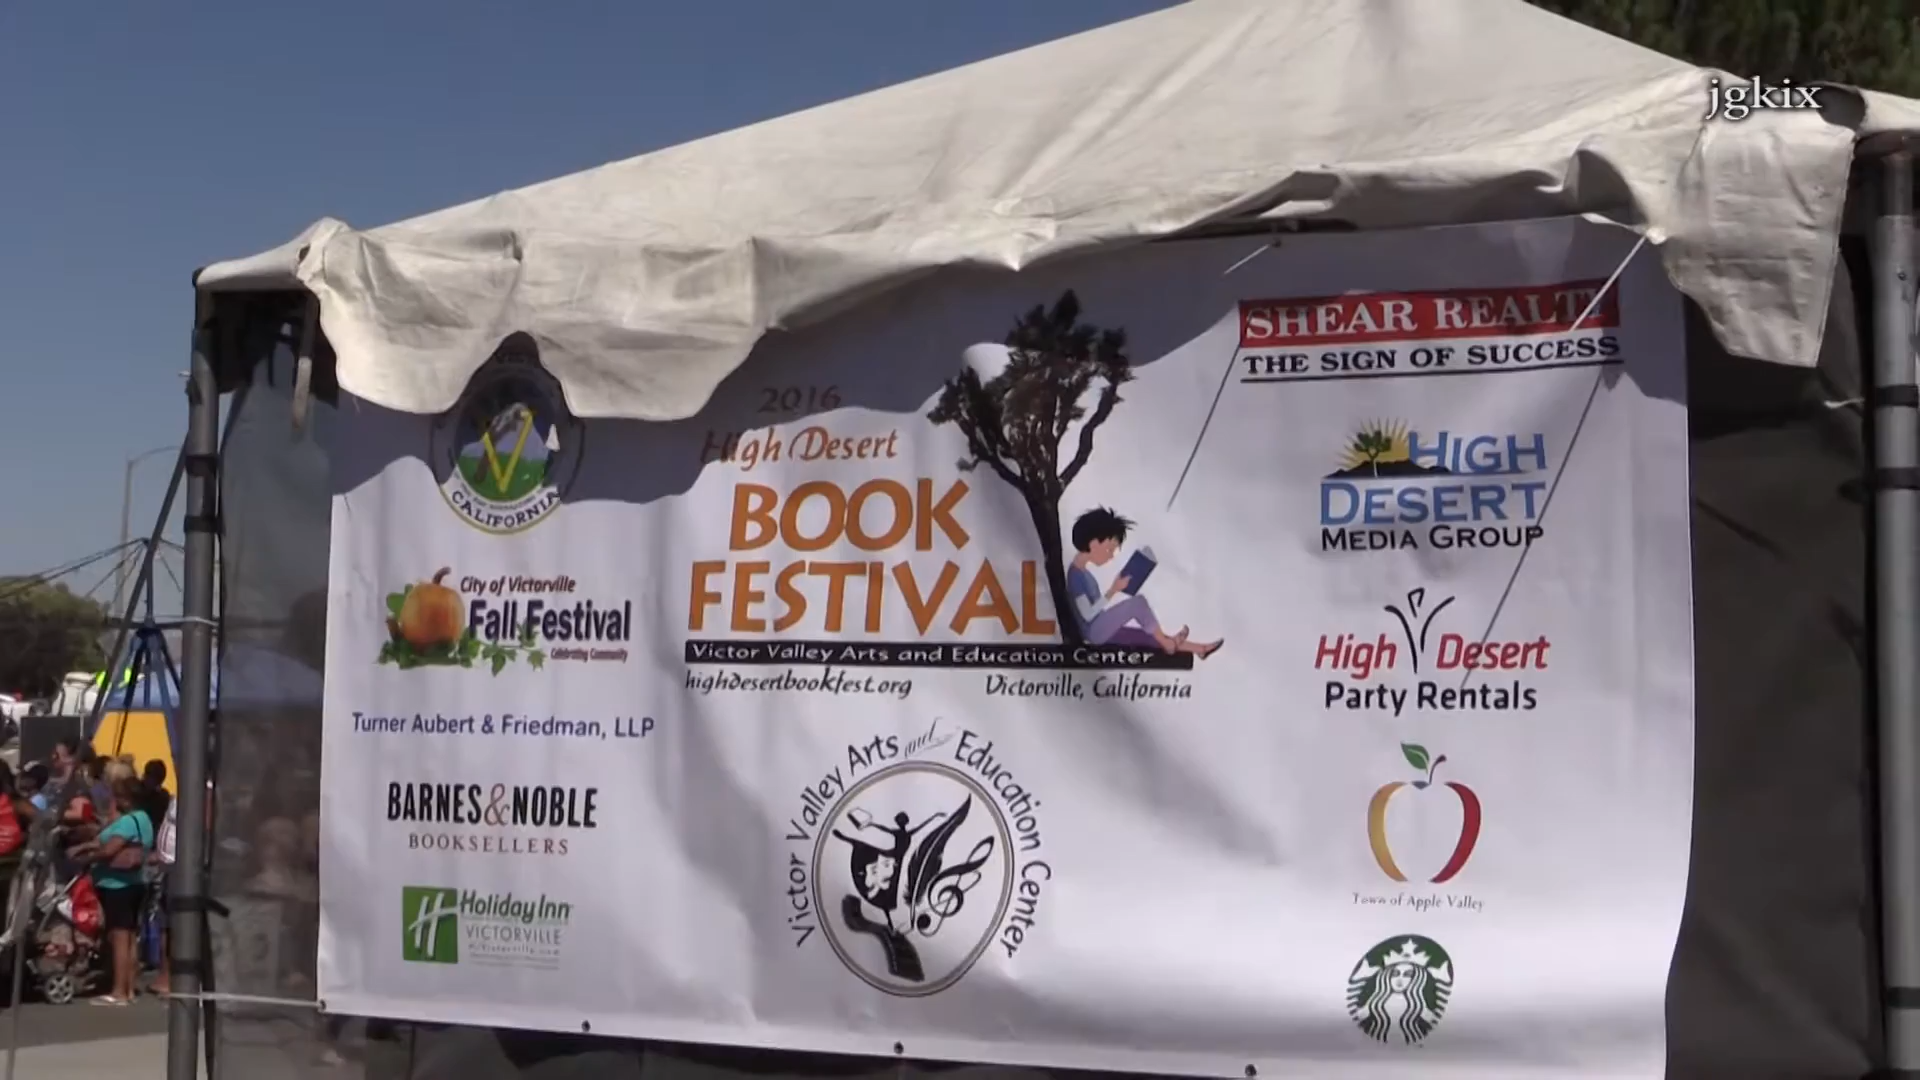 jgkix
CALIFORNIA
City of Victorville
Fall Festival
Celebrating Community
Turner Aubert & Friedman, LLP
BARNES&NOBLE
BOOKSELLERS
H Holiday Inn
VICTORVILLE
2016
High Desert
BOOK
FESTIVAL
Victor Valley Arts and Education Center
highdesertbookfest.org Victorville, California
Victor Valley Arts and Education Center
SHEAR REALTY
THE SIGN OF SUCCESS
HIGH
DESERT
MEDIA GROUP
High Desert
Party Rentals
Town of Apple Valley